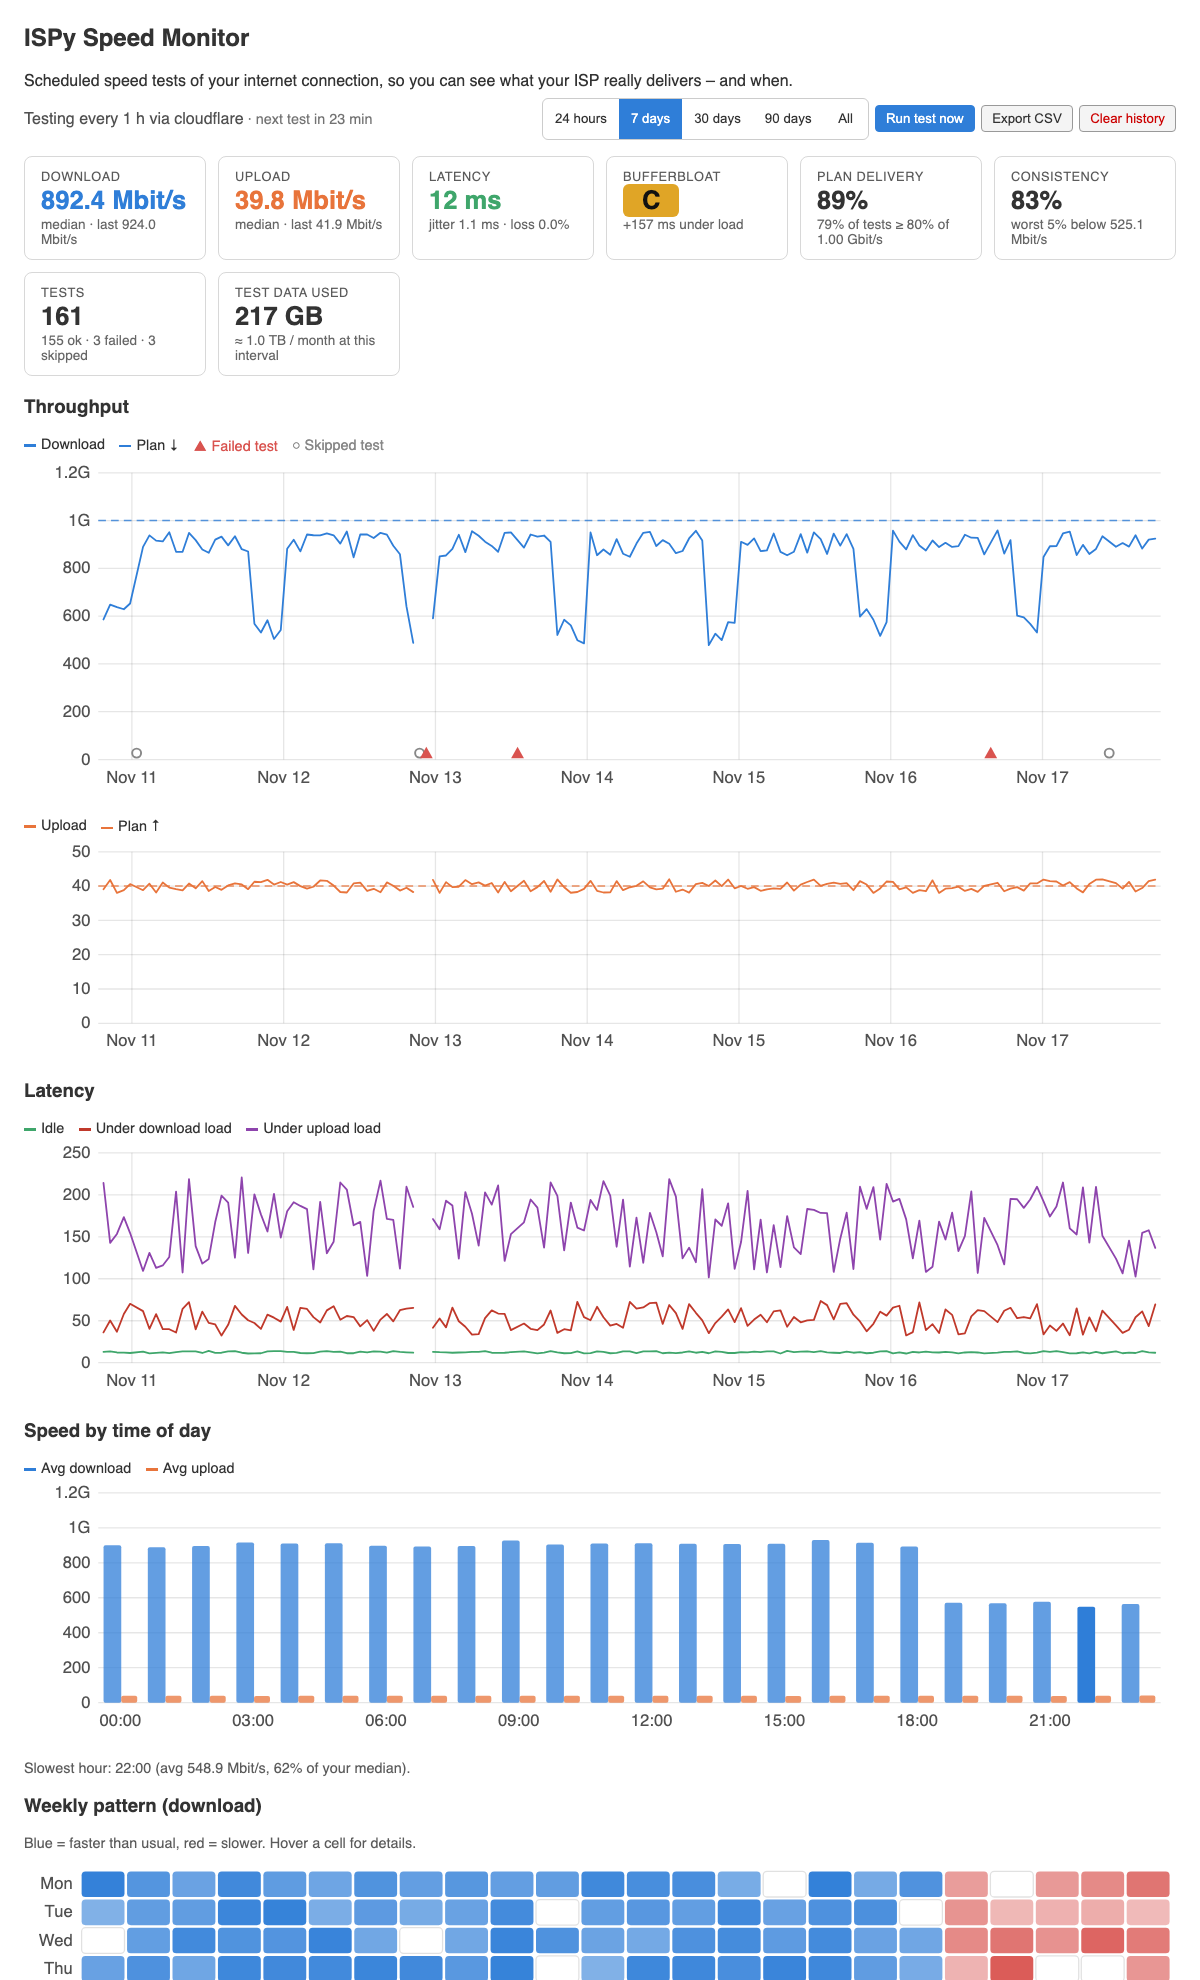 ISPy Speed Monitor
Scheduled speed tests of your internet connection, so you can see what your ISP really delivers – and when.
Testing every 1 h via cloudflare · next test in 23 min
24 hours 7 days 30 days 90 days All Run test now Export CSV Clear history
DOWNLOAD
892.4 Mbit/s
median · last 924.0
Mbit/s
UPLOAD
39.8 Mbit/s
median · last 41.9 Mbit/s
LATENCY
12 ms
jitter 1.1 ms · loss 0.0%
BUFFERBLOAT
C
+157 ms under load
PLAN DELIVERY
89%
79% of tests ≥ 80% of
1.00 Gbit/s
CONSISTENCY
83%
worst 5% below 525.1
Mbit/s
TESTS
161
155 ok · 3 failed · 3
skipped
TEST DATA USED
217 GB
≈ 1.0 TB / month at this
interval
Throughput
Download Plan ↓ Failed test Skipped test
1.2G
1G
800
600
400
200
0
Nov 11 Nov 12 Nov 13 Nov 14 Nov 15 Nov 16 Nov 17
Upload Plan ↑
50
40
30
20
10
0
Nov 11 Nov 12 Nov 13 Nov 14 Nov 15 Nov 16 Nov 17
Latency
Idle Under download load Under upload load
250
200
150
100
50
0
Nov 11 Nov 12 Nov 13 Nov 14 Nov 15 Nov 16 Nov 17
Speed by time of day
Avg download Avg upload
1.2G
1G
800
600
400
200
0
00:00 03:00 06:00 09:00 12:00 15:00 18:00 21:00
Slowest hour: 22:00 (avg 548.9 Mbit/s, 62% of your median).
Weekly pattern (download)
Blue = faster than usual, red = slower. Hover a cell for details.
Mon
Tue
Wed
Thu